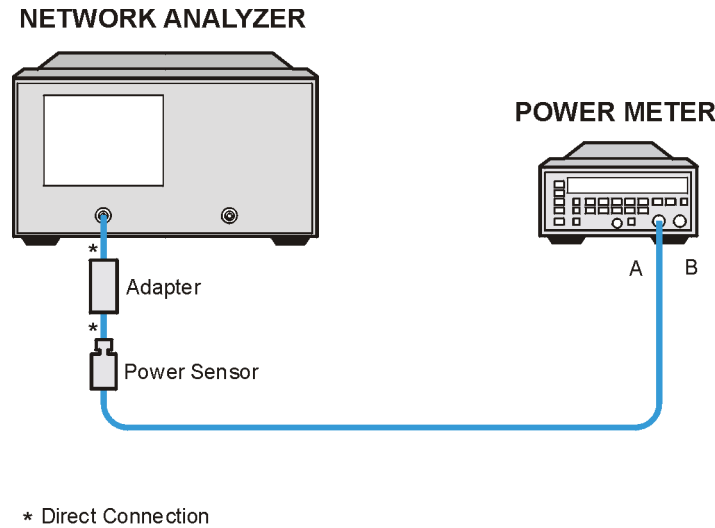 NETWORK ANALYZER
POWER METER
A B
* Adapter
* Power Sensor
* Direct Connection